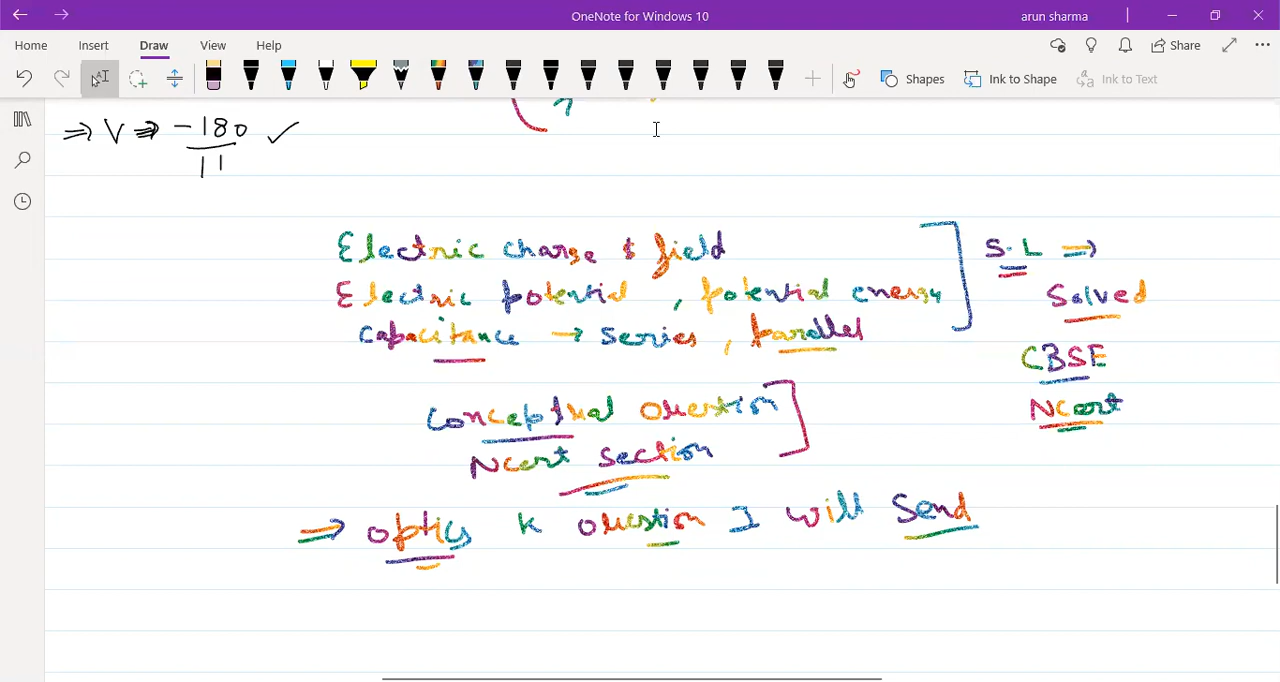 OneNote for Windows 10
arun sharma
Home Insert Draw View Help
Share
Shapes
Ink to Shape
Ink to Text
⇒ V ⇒ -180/11 ✓
Electric charge & field
Electric potential, potential energy
Capacitance → series, parallel
S.L ⇒
Solved
CBSE
Ncert
Conceptual Question
Ncert section
⇒ optics k question I will Send